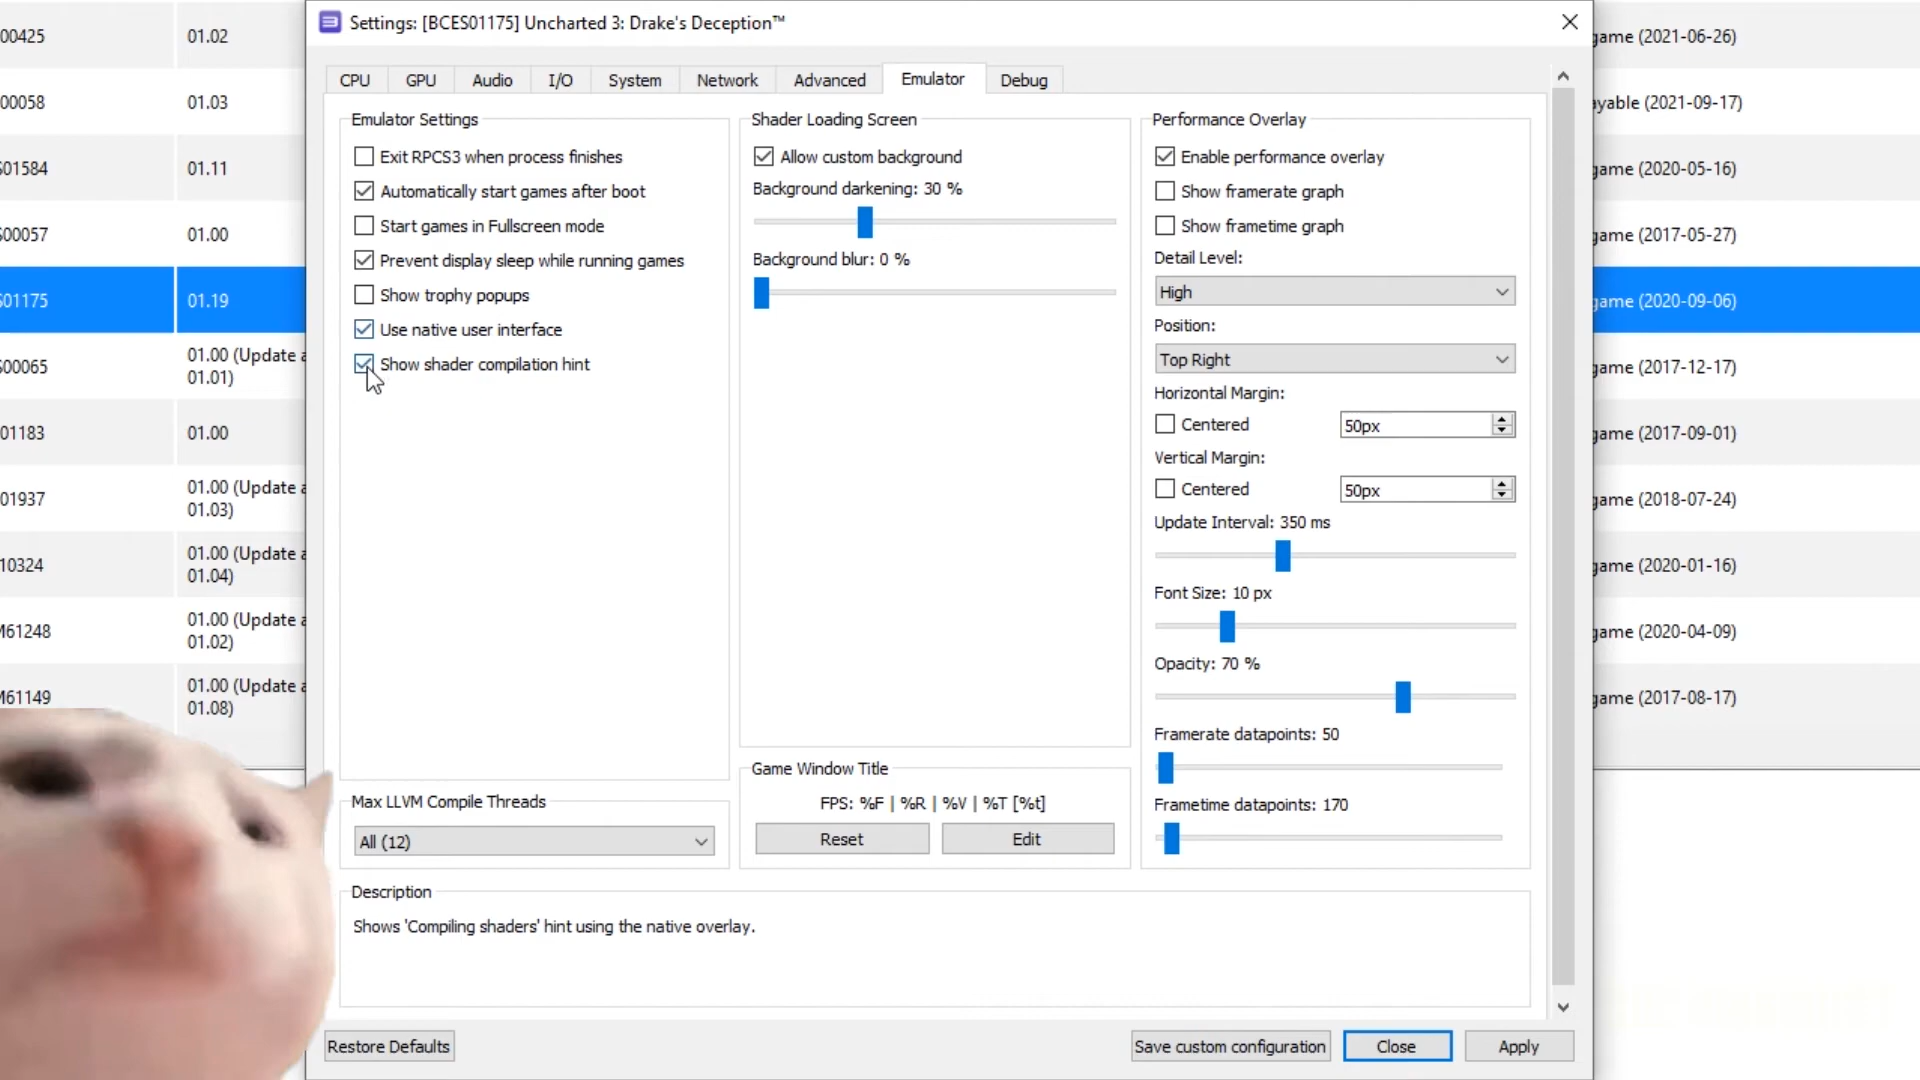 Settings: [BCES01175] Uncharted 3: Drake's Deception™
CPU
GPU
Audio
I/O
System
Network
Advanced
Emulator
Debug
Emulator Settings
Exit RPCS3 when process finishes
Automatically start games after boot
Start games in Fullscreen mode
Prevent display sleep while running games
Show trophy popups
Use native user interface
Show shader compilation hint
Max LLVM Compile Threads
All (12)
Shader Loading Screen
Allow custom background
Background darkening: 30 %
Background blur: 0 %
Game Window Title
FPS: %F | %R | %V | %T [%t]
Reset
Edit
Performance Overlay
Enable performance overlay
Show framerate graph
Show frametime graph
Detail Level:
High
Position:
Top Right
Horizontal Margin:
Centered
50px
Vertical Margin:
Centered
50px
Update Interval: 350 ms
Font Size: 10 px
Opacity: 70 %
Framerate datapoints: 50
Frametime datapoints: 170
Description
Shows 'Compiling shaders' hint using the native overlay.
Restore Defaults
Save custom configuration
Close
Apply
00425
01.02
game (2021-06-26)
00058
01.03
ayable (2021-09-17)
S01584
01.11
game (2020-05-16)
S00057
01.00
game (2017-05-27)
S01175
01.19
game (2020-09-06)
S00065
01.00 (Update a
01.01)
game (2017-12-17)
01183
01.00
game (2017-09-01)
01937
01.00 (Update a
01.03)
game (2018-07-24)
10324
01.00 (Update a
01.04)
game (2020-01-16)
M61248
01.00 (Update a
01.02)
game (2020-04-09)
M61149
01.00 (Update a
01.08)
game (2017-08-17)